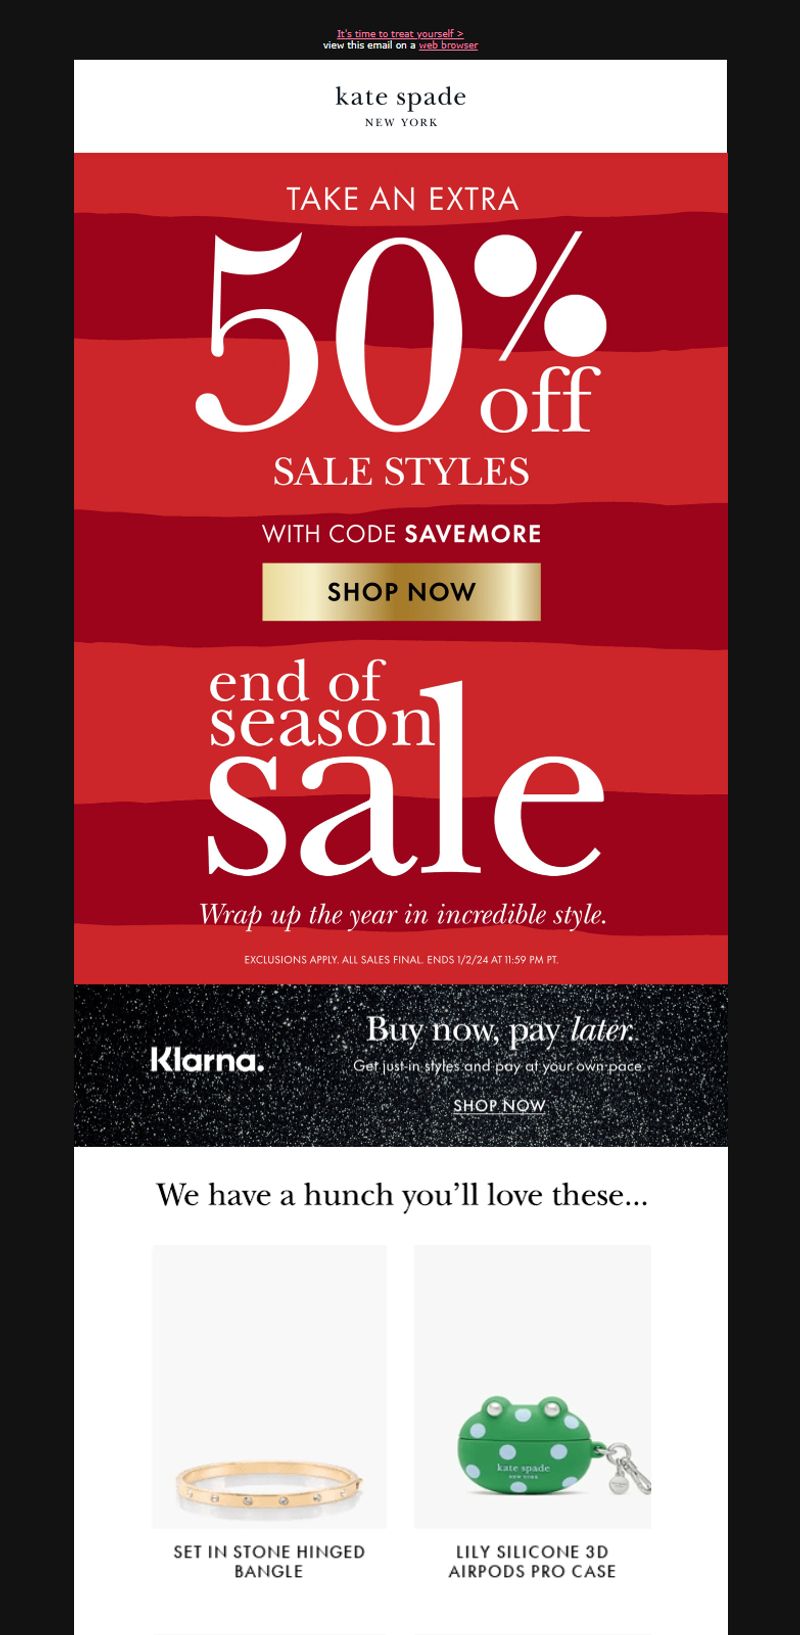 It's time to treat yourself >
view this email on a web browser
kate spade
NEW YORK
TAKE AN EXTRA
50%
off
SALE STYLES
WITH CODE SAVEMORE
SHOP NOW
end of
season
sale
Wrap up the year in incredible style.
EXCLUSIONS APPLY. ALL SALES FINAL. ENDS 1/2/24 AT 11:59 PM PT.
Klarna.
Buy now, pay later.
Get just-in styles and pay at your own pace.
SHOP NOW
We have a hunch you'll love these...
kate spade
NEW YORK
SET IN STONE HINGED
BANGLE
LILY SILICONE 3D
AIRPODS PRO CASE